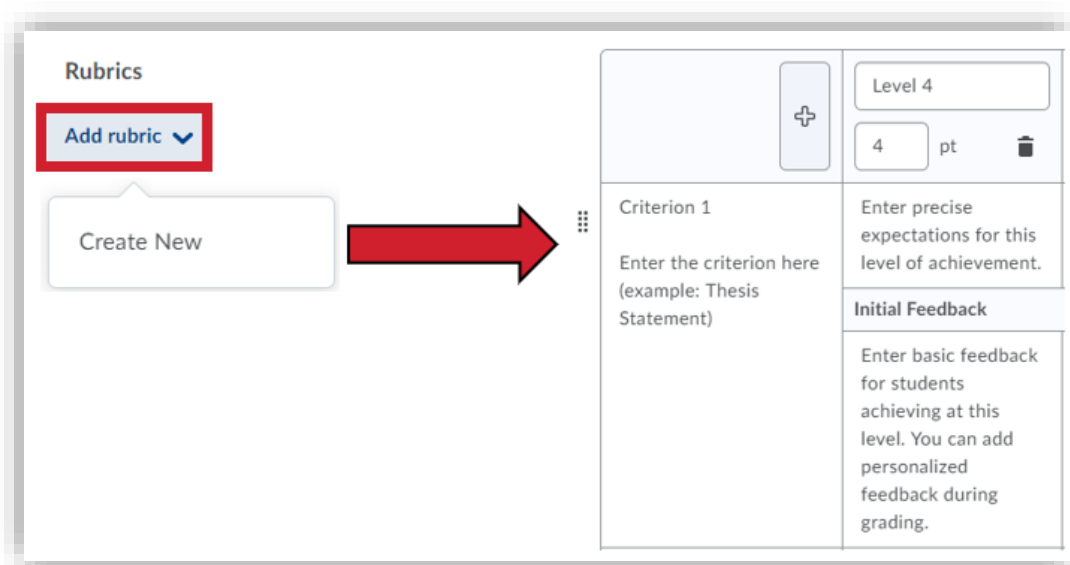 Rubrics
Add rubric
Create New
Level 4
4 pt
Criterion 1
Enter the criterion here
(example: Thesis
Statement)
Enter precise
expectations for this
level of achievement.
Initial Feedback
Enter basic feedback
for students
achieving at this
level. You can add
personalized
feedback during
grading.